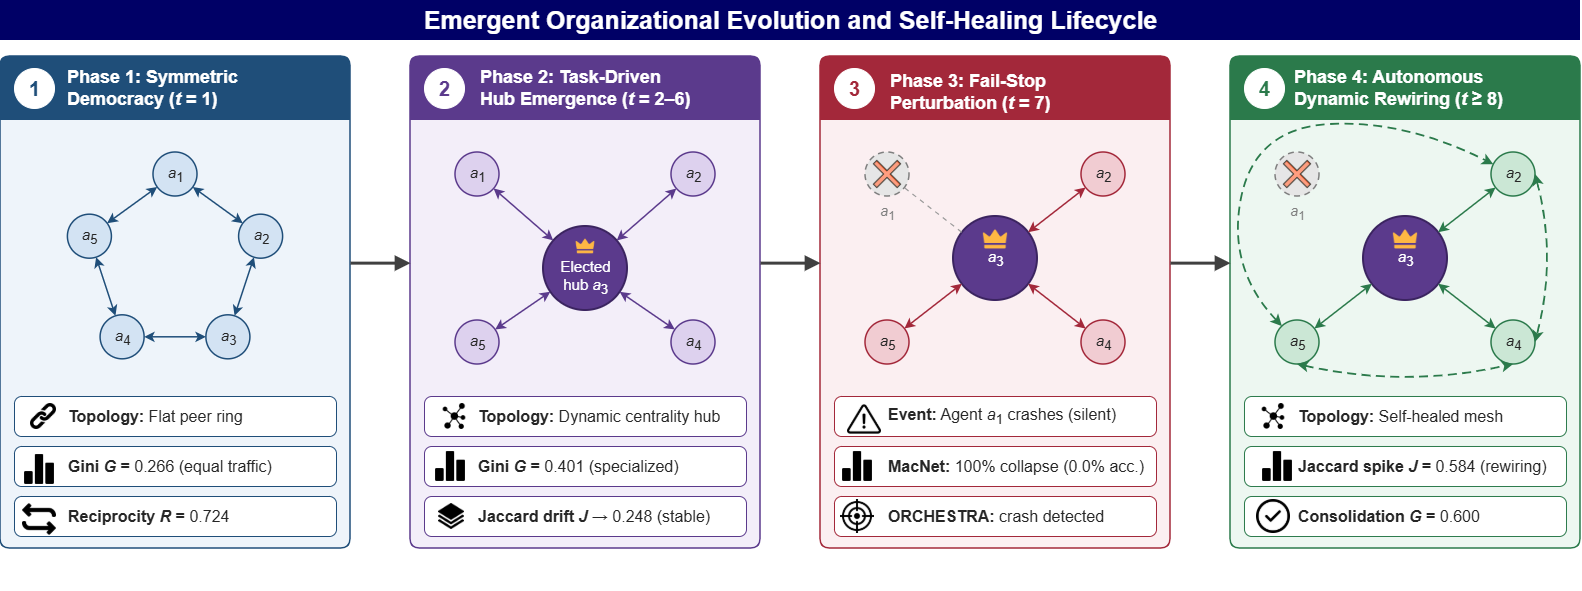 Emergent Organizational Evolution and Self-Healing Lifecycle
1
Phase 1: Symmetric
Democracy (t = 1)
a1
a5
a2
a4
a3
Topology: Flat peer ring
Gini G = 0.266 (equal traffic)
Reciprocity R = 0.724
2
Phase 2: Task-Driven
Hub Emergence (t = 2–6)
a1
a2
Elected
hub a3
a5
a4
Topology: Dynamic centrality hub
Gini G = 0.401 (specialized)
Jaccard drift J → 0.248 (stable)
3
Phase 3: Fail-Stop
Perturbation (t = 7)
a1
a2
a3
a5
a4
Event: Agent a1 crashes (silent)
MacNet: 100% collapse (0.0% acc.)
ORCHESTRA: crash detected
4
Phase 4: Autonomous
Dynamic Rewiring (t ≥ 8)
a1
a2
a3
a5
a4
Topology: Self-healed mesh
Jaccard spike J = 0.584 (rewiring)
Consolidation G = 0.600